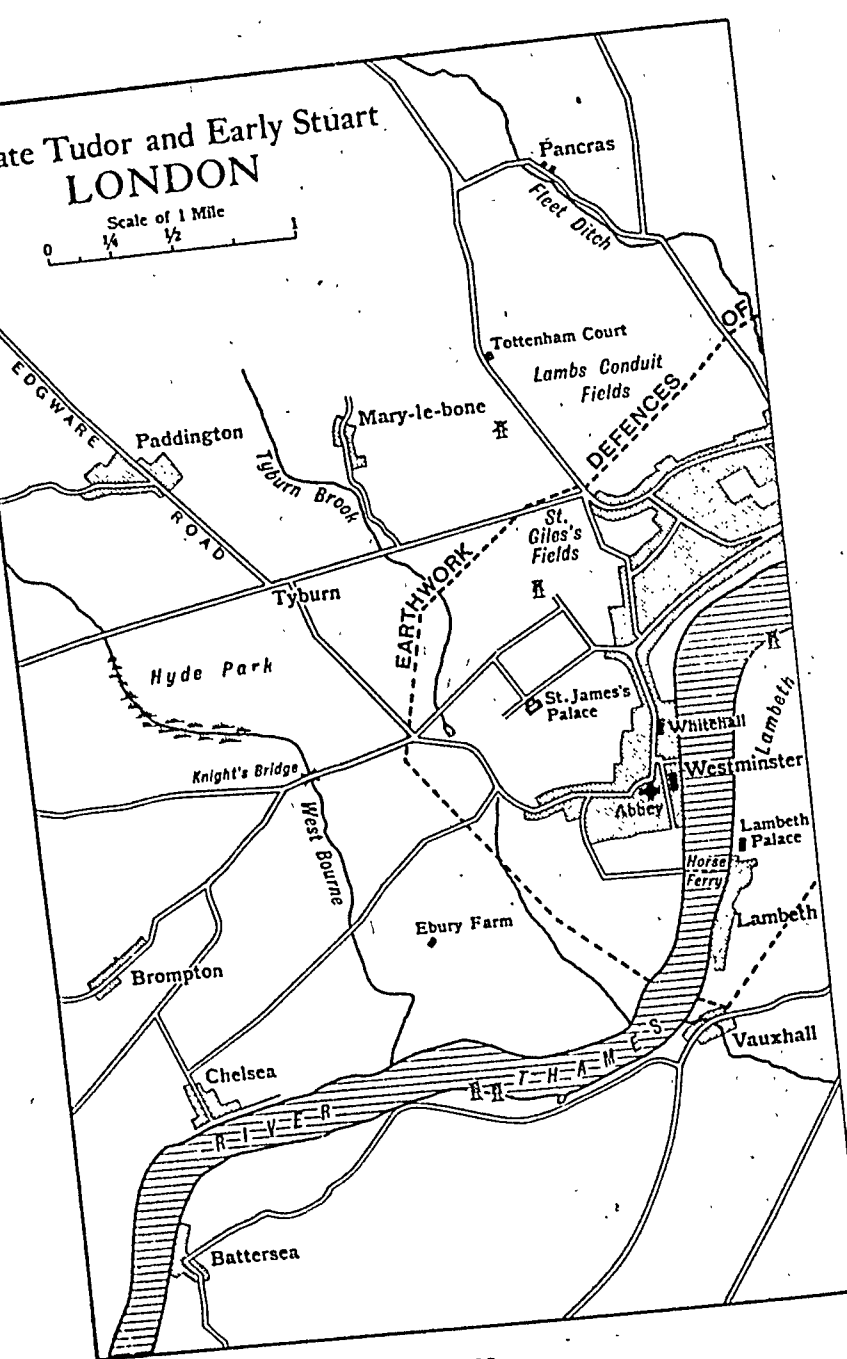 ate Tudor and Early Stuart
LONDON
Scale of 1 Mile
0 1/4 1/2 1
Pancras
Fleet Ditch
OF
Tottenham Court
Lambs Conduit
Fields
DEFENCES
EDGWARE
Paddington
Mary-le-bone
Tyburn Brook
ROAD
St.
Giles's
Fields
EARTHWORK
Tyburn
Hyde Park
St. James's
Palace
Lambeth
Whitehall
Knight's Bridge
Westminster
Abbey
West Bourne
Lambeth
Palace
Horse
Ferry
Ebury Farm
Lambeth
Brompton
Vauxhall
Chelsea
RIVER THAMES
Battersea